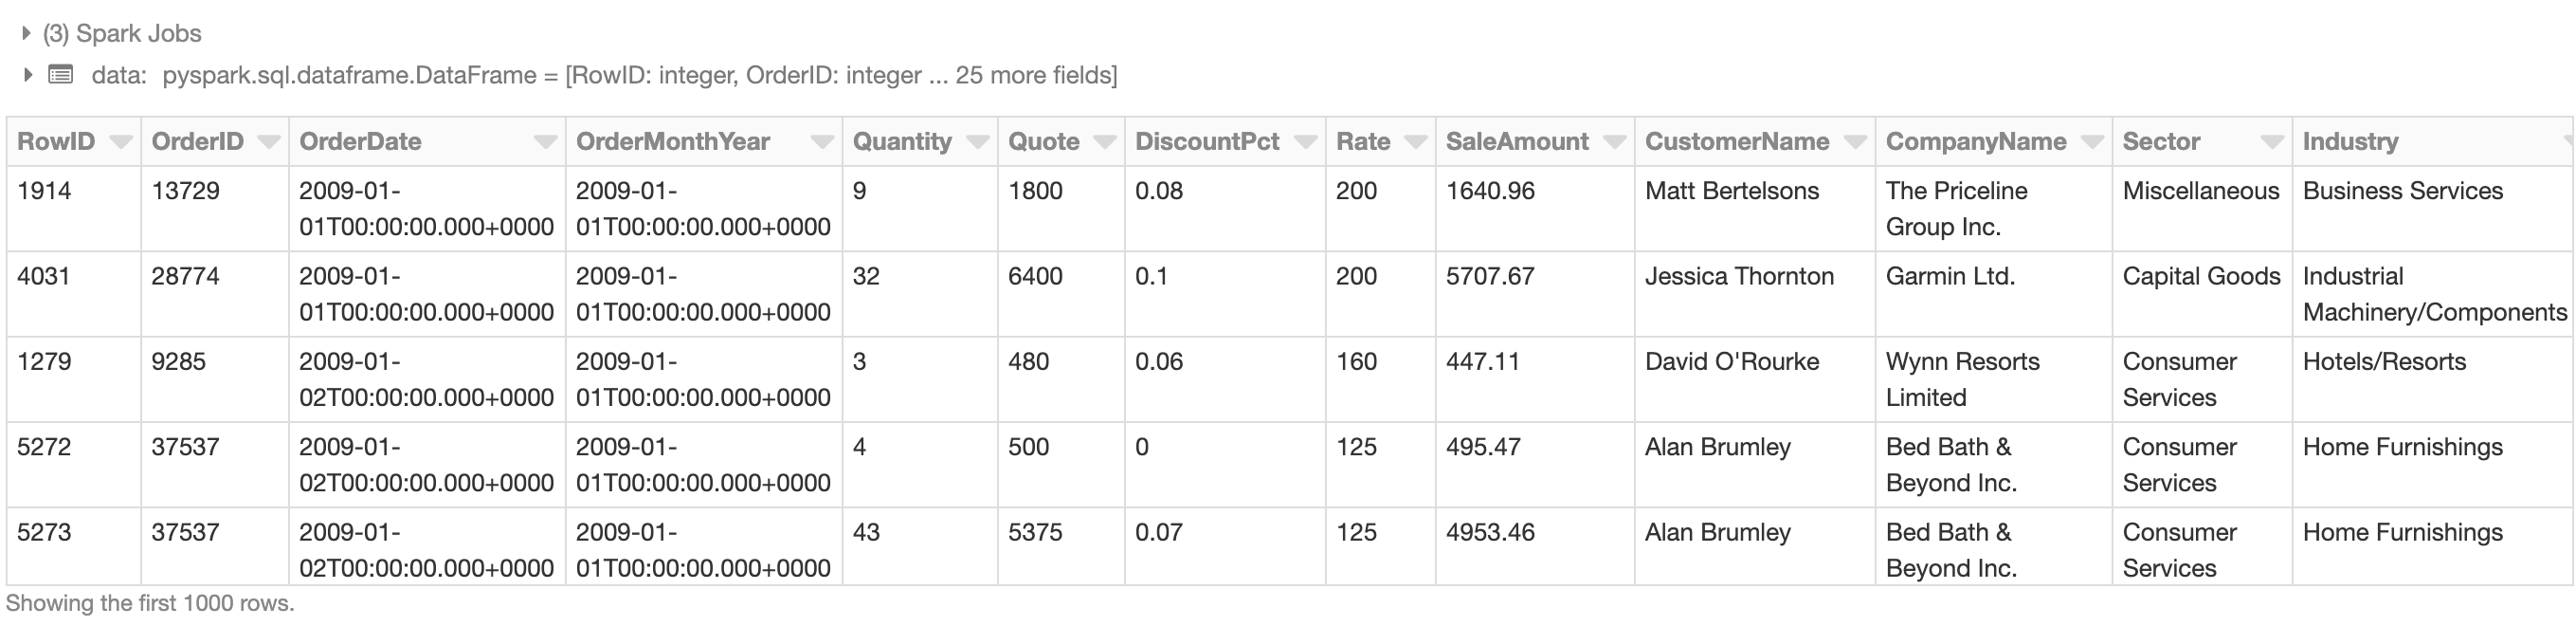 (3) Spark Jobs
data: pyspark.sql.dataframe.DataFrame = [RowID: integer, OrderID: integer ... 25 more fields]
RowID OrderID OrderDate OrderMonthYear Quantity Quote DiscountPct Rate SaleAmount CustomerName CompanyName Sector Industry
1914 13729 2009-01- 2009-01- 9 1800 0.08 200 1640.96 Matt Bertelsons The Priceline Miscellaneous Business Services
01T00:00:00.000+0000 01T00:00:00.000+0000 Group Inc.
4031 28774 2009-01- 2009-01- 32 6400 0.1 200 5707.67 Jessica Thornton Garmin Ltd. Capital Goods Industrial
01T00:00:00.000+0000 01T00:00:00.000+0000 Machinery/Components
1279 9285 2009-01- 2009-01- 3 480 0.06 160 447.11 David O'Rourke Wynn Resorts Consumer Hotels/Resorts
02T00:00:00.000+0000 01T00:00:00.000+0000 Limited Services
5272 37537 2009-01- 2009-01- 4 500 0 125 495.47 Alan Brumley Bed Bath & Consumer Home Furnishings
02T00:00:00.000+0000 01T00:00:00.000+0000 Beyond Inc. Services
5273 37537 2009-01- 2009-01- 43 5375 0.07 125 4953.46 Alan Brumley Bed Bath & Consumer Home Furnishings
02T00:00:00.000+0000 01T00:00:00.000+0000 Beyond Inc. Services
Showing the first 1000 rows.